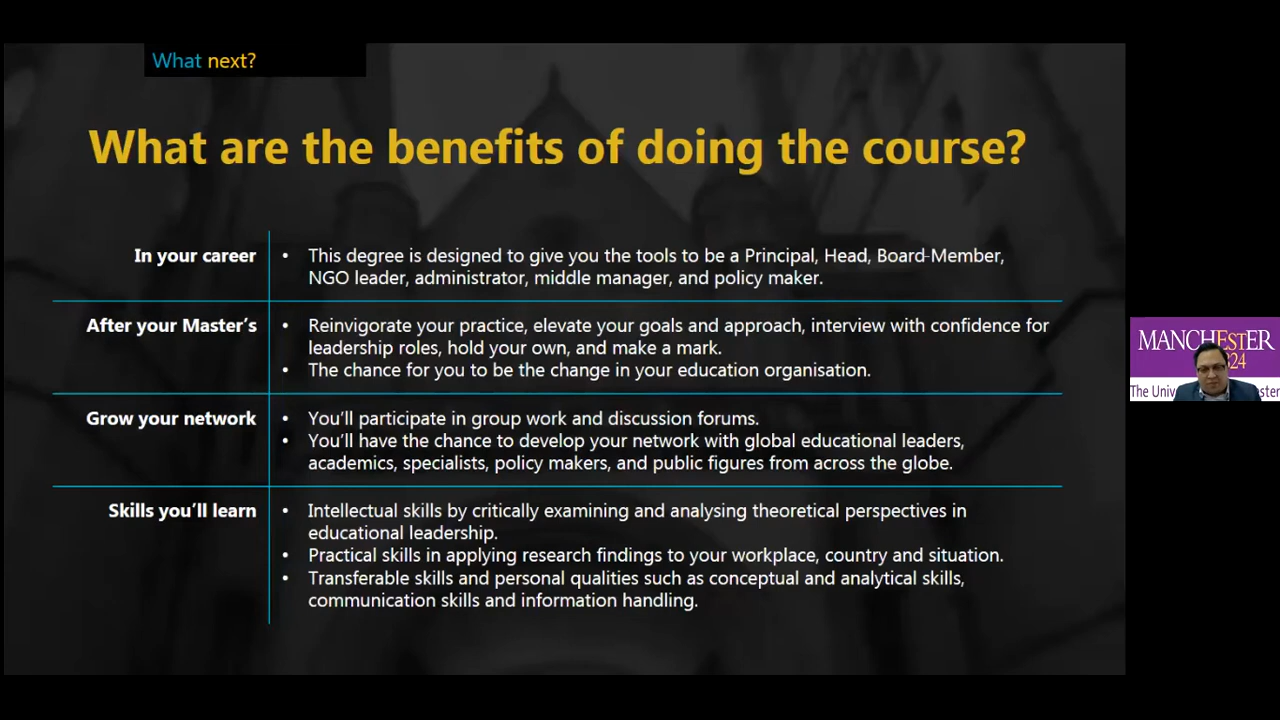 What next?
What are the benefits of doing the course?
In your career
• This degree is designed to give you the tools to be a Principal, Head, Board-Member,
NGO leader, administrator, middle manager, and policy maker.
After your Master's
• Reinvigorate your practice, elevate your goals and approach, interview with confidence for
leadership roles, hold your own, and make a mark.
• The chance for you to be the change in your education organisation.
Grow your network
• You'll participate in group work and discussion forums.
• You'll have the chance to develop your network with global educational leaders,
academics, specialists, policy makers, and public figures from across the globe.
Skills you'll learn
• Intellectual skills by critically examining and analysing theoretical perspectives in
educational leadership.
• Practical skills in applying research findings to your workplace, country and situation.
• Transferable skills and personal qualities such as conceptual and analytical skills,
communication skills and information handling.
MANCHESTER
The